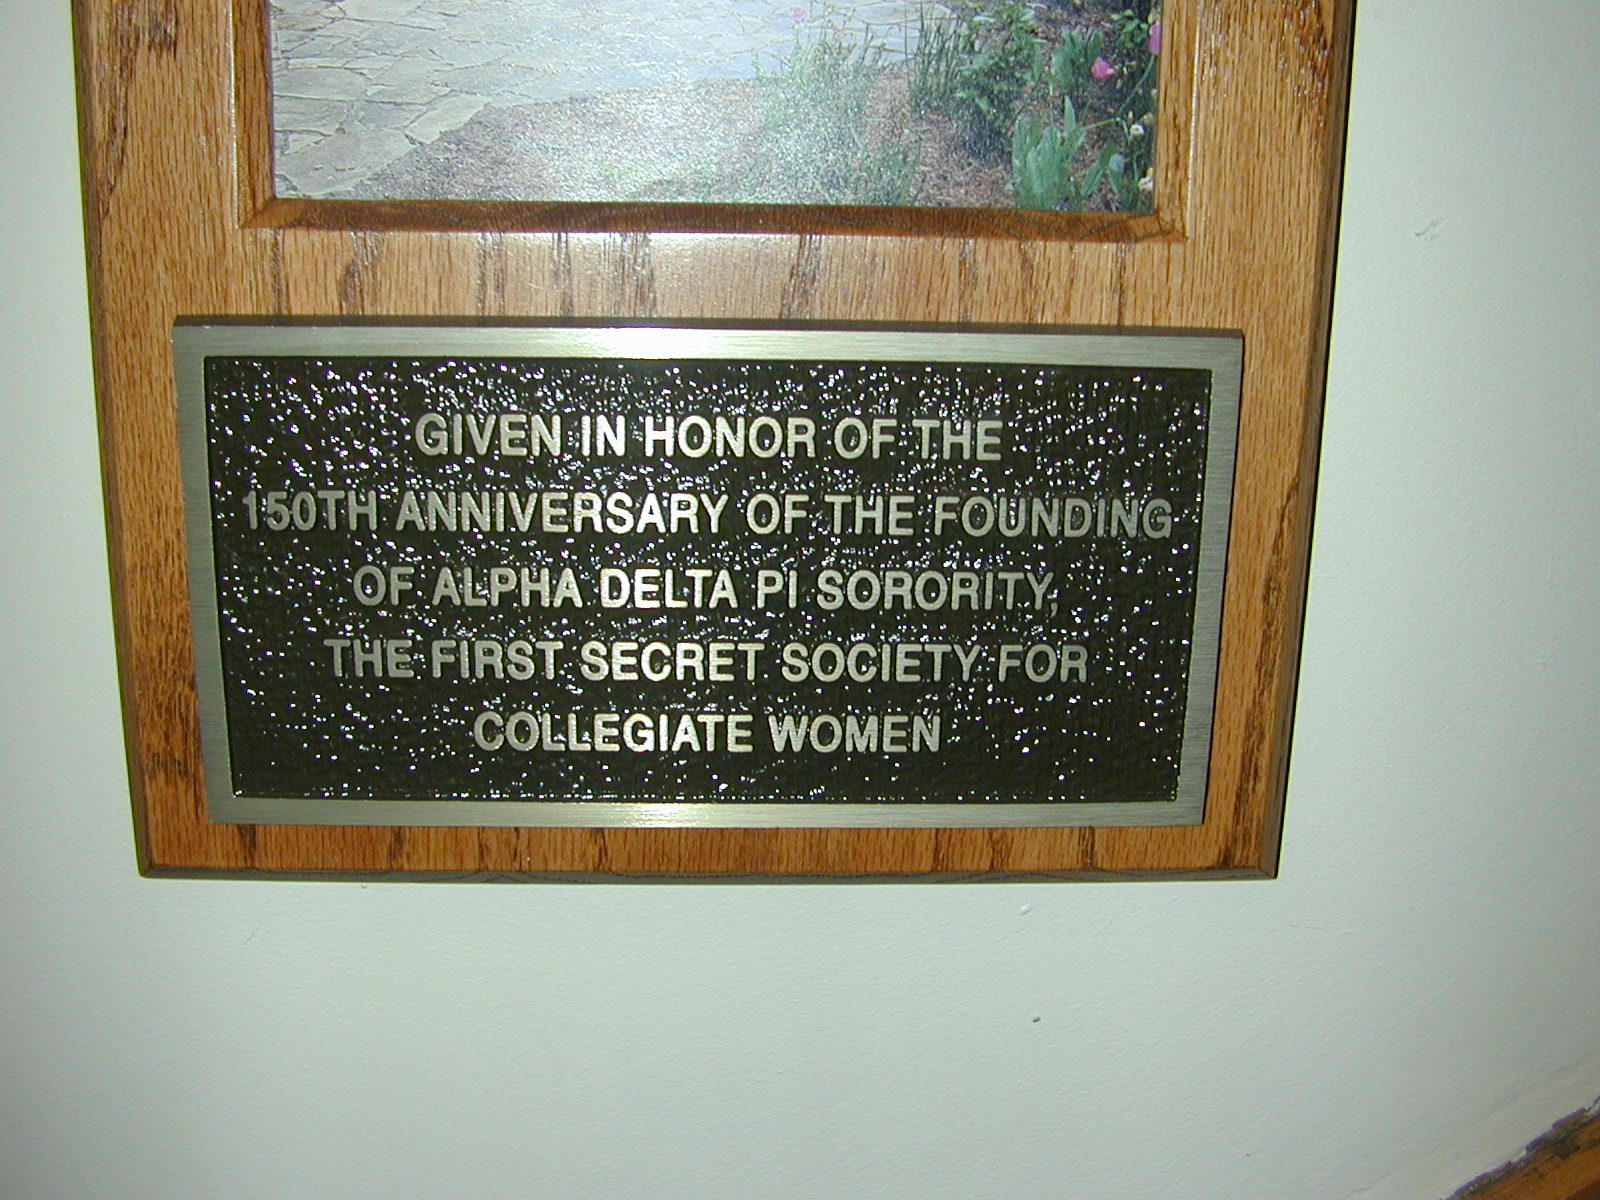 GIVEN IN HONOR OF THE
150TH ANNIVERSARY OF THE FOUNDING
OF ALPHA DELTA PI SORORITY,
THE FIRST SECRET SOCIETY FOR
COLLEGIATE WOMEN